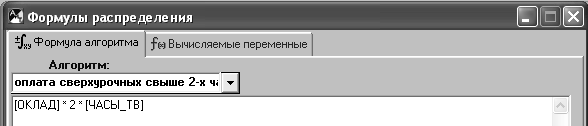 Формулы распределения
Формула алгоритма
Вычисляемые переменные
Алгоритм:
оплата сверхурочных свыше 2-х ча
[ОКЛАД] * 2 * [ЧАСЫ_ТВ]